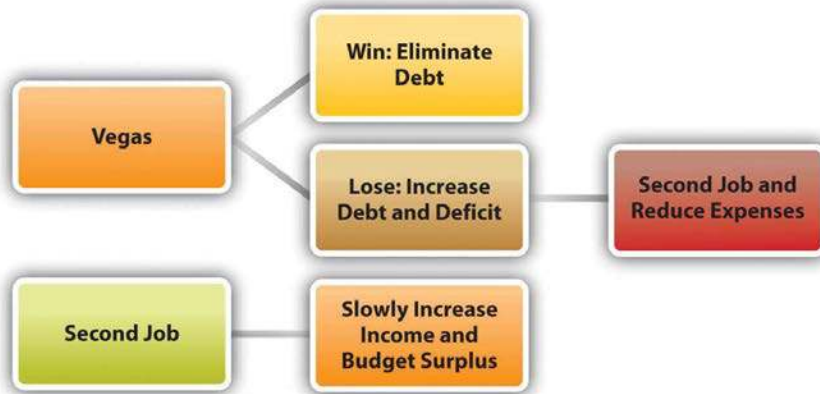 Win: Eliminate
Debt
Vegas
Lose: Increase
Debt and Deficit
Second Job and
Reduce Expenses
Second Job
Slowly Increase
Income and
Budget Surplus